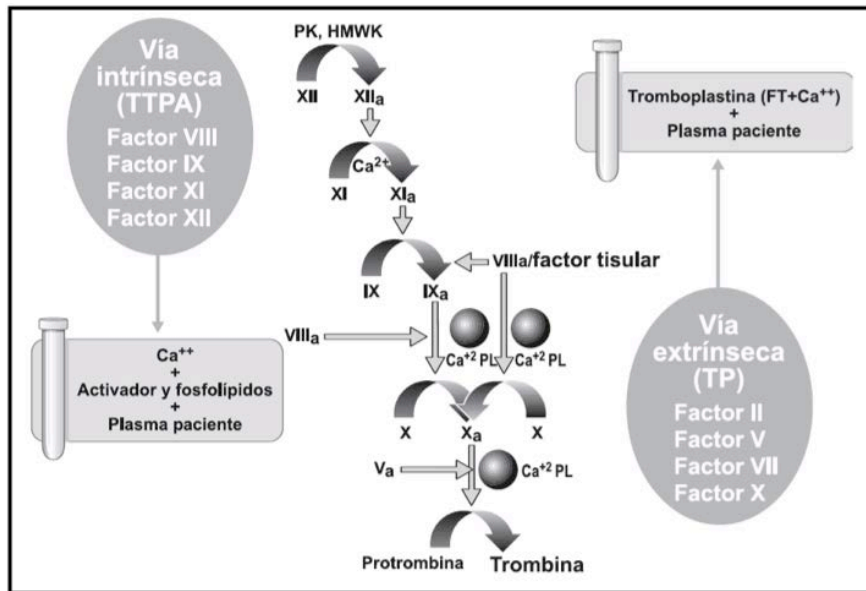 Vía
intrínseca
(TTPA)
Factor VIII
Factor IX
Factor XI
Factor XII
Ca⁺⁺
+
Activador y fosfolípidos
+
Plasma paciente
PK, HMWK
XII XIIa
Ca²⁺
XI XIa
VIIIa/factor tisular
IX IXa
VIIIa
Ca⁺² PL Ca⁺² PL
X Xa X
Va Ca⁺² PL
Protrombina Trombina
Tromboplastina (FT+Ca⁺⁺)
+
Plasma paciente
Vía
extrínseca
(TP)
Factor II
Factor V
Factor VII
Factor X